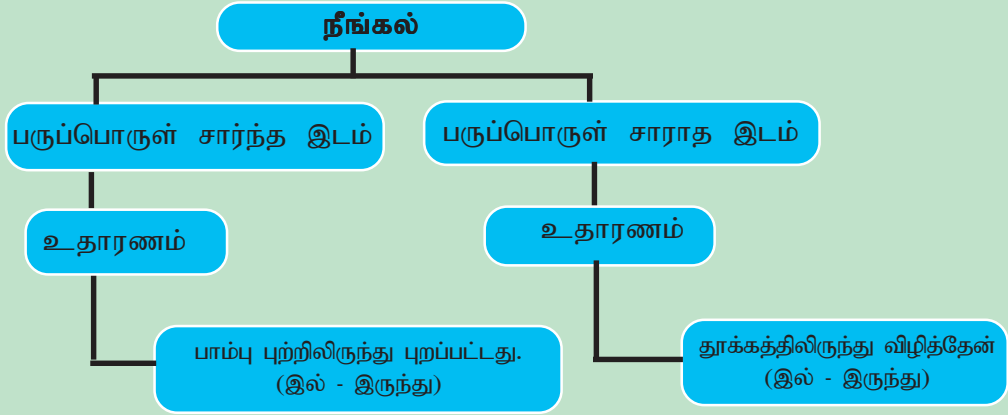 நீங்கல்
பருப்பொருள் சார்ந்த இடம்
பருப்பொருள் சாராத இடம்
உதாரணம்
உதாரணம்
பாம்பு புற்றிலிருந்து புறப்பட்டது.
(இல் - இருந்து)
தூக்கத்திலிருந்து விழித்தேன்
(இல் - இருந்து)